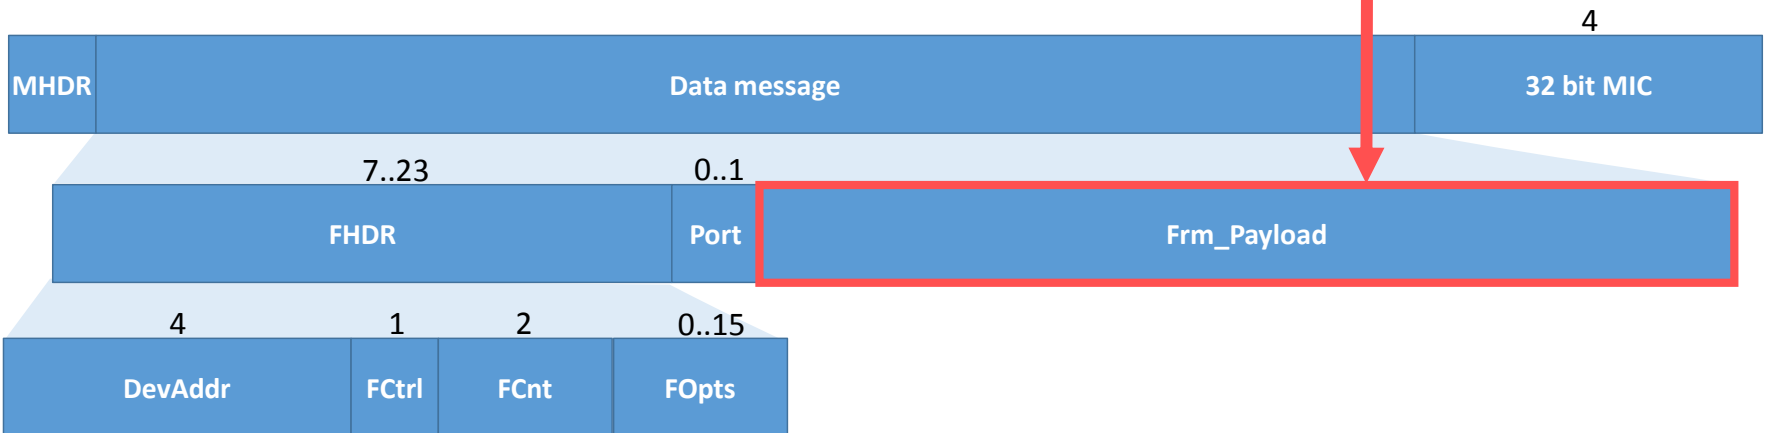 4
MHDR Data message 32 bit MIC
7..23 0..1
FHDR Port Frm_Payload
4 1 2 0..15
DevAddr FCtrl FCnt FOpts